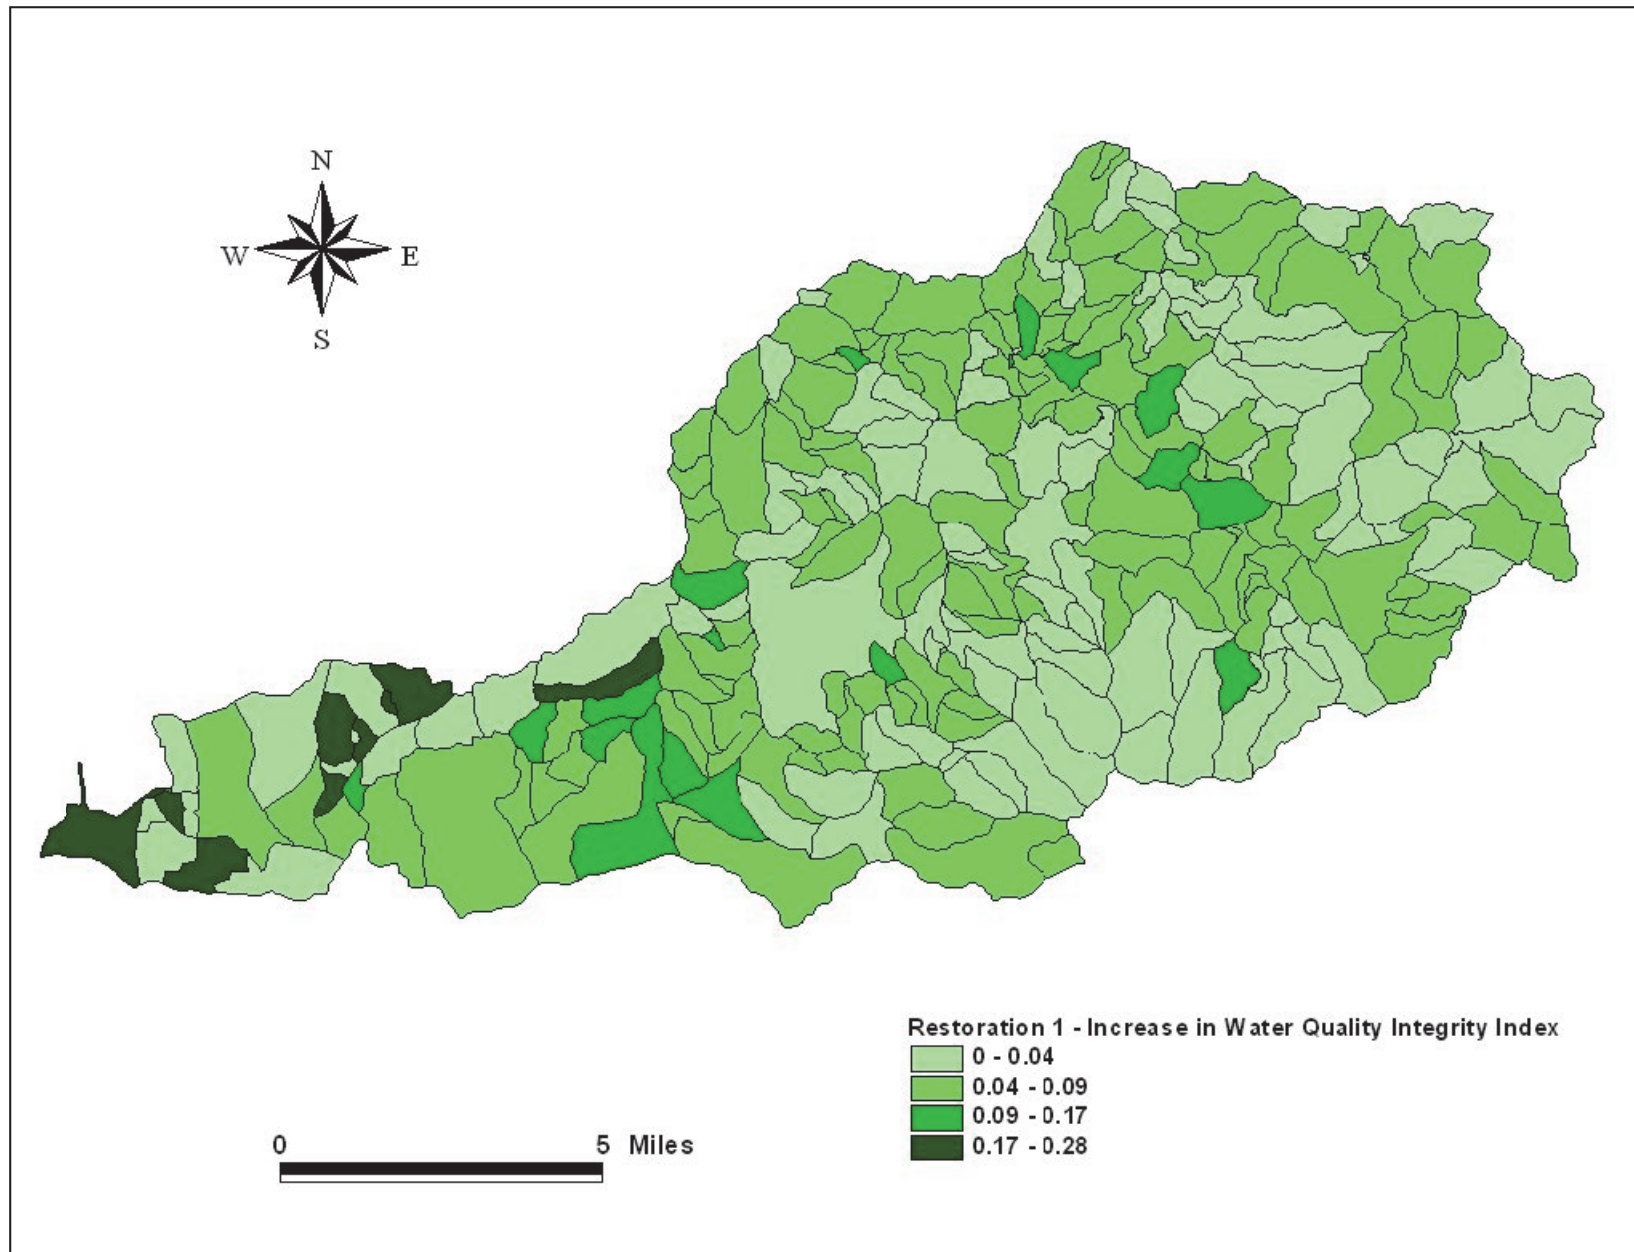 N
W E
S
Restoration 1 - Increase in Water Quality Integrity Index
0 - 0.04
0.04 - 0.09
0.09 - 0.17
0.17 - 0.28
0 5 Miles